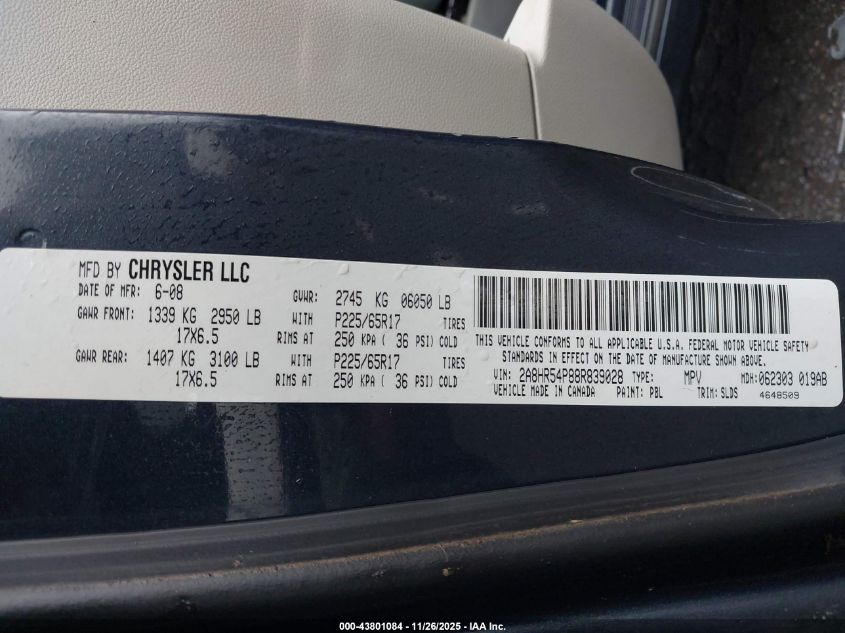 MFD BY CHRYSLER LLC
DATE OF MFR: 6-08 GVWR: 2745 KG 06050 LB
GAWR FRONT: 1339 KG 2950 LB WITH P225/65R17 TIRES
17X6.5 RIMS AT 250 KPA ( 36 PSI) COLD
GAWR REAR: 1407 KG 3100 LB WITH P225/65R17 TIRES
17X6.5 RIMS AT 250 KPA ( 36 PSI) COLD
THIS VEHICLE CONFORMS TO ALL APPLICABLE U.S.A. FEDERAL MOTOR VEHICLE SAFETY
STANDARDS IN EFFECT ON THE DATE OF MANUFACTURE SHOWN ABOVE.
VIN: 2A8HR54P88R839028 TYPE: MPV MDH: 062303 019AB
VEHICLE MADE IN CANADA PAINT: PBL TRIM: SLDS 4648509
000-43801084 - 11/26/2025 - IAA Inc.